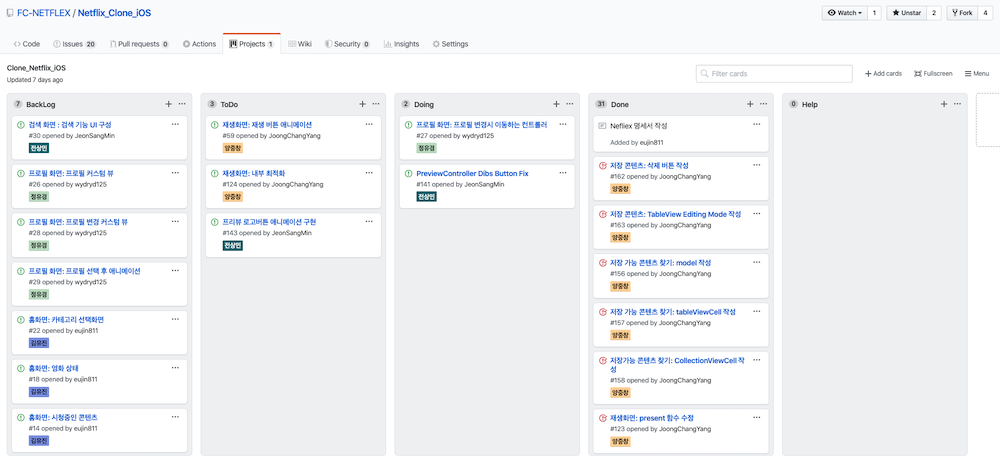 FC-NETFLEX / Netflix_Clone_iOS
Watch 1
Unstar 2
Fork 4
Code
Issues 20
Pull requests 0
Actions
Projects 1
Wiki
Security 0
Insights
Settings
Clone_Netflix_iOS
Updated 7 days ago
Filter cards
Add cards
Fullscreen
Menu
7 BackLog
검색 화면 : 검색 기능 UI 구성
#30 opened by JeonSangMin
전상민
프로필 화면: 프로필 커스텀 뷰
#26 opened by wydryd125
정유경
프로필 화면: 프로필 변경 커스텀 뷰
#28 opened by wydryd125
정유경
프로필 화면: 프로필 선택 후 애니메이션
#29 opened by wydryd125
정유경
홈화면: 카테고리 선택화면
#22 opened by eujin811
김유진
홈화면: 영화 상태
#18 opened by eujin811
김유진
홈화면: 시청중인 콘텐츠
#14 opened by eujin811
김유진
3 ToDo
재생화면: 재생 버튼 애니메이션
#59 opened by JoongChangYang
양중창
재생화면: 내부 최적화
#124 opened by JoongChangYang
양중창
프리뷰 로고버튼 애니메이션 구현
#143 opened by JeonSangMin
전상민
2 Doing
프로필 화면: 프로필 변경시 이동하는 컨트롤러
#27 opened by wydryd125
정유경
PreviewController Dibs Button Fix
#141 opened by JeonSangMin
전상민
31 Done
Nefliex 명세서 작성
Added by eujin811
저장 콘텐츠: 삭제 버튼 작성
#162 opened by JoongChangYang
양중창
저장 콘텐츠: TableView Editing Mode 작성
#163 opened by JoongChangYang
양중창
저장 가능 콘텐츠 찾기: model 작성
#156 opened by JoongChangYang
양중창
저장 가능 콘텐츠 찾기: tableViewCell 작성
#157 opened by JoongChangYang
양중창
저장가능 콘텐츠 찾기: CollectionViewCell 작
성
#158 opened by JoongChangYang
양중창
재생화면: present 함수 수정
#123 opened by JoongChangYang
양중창
0 Help